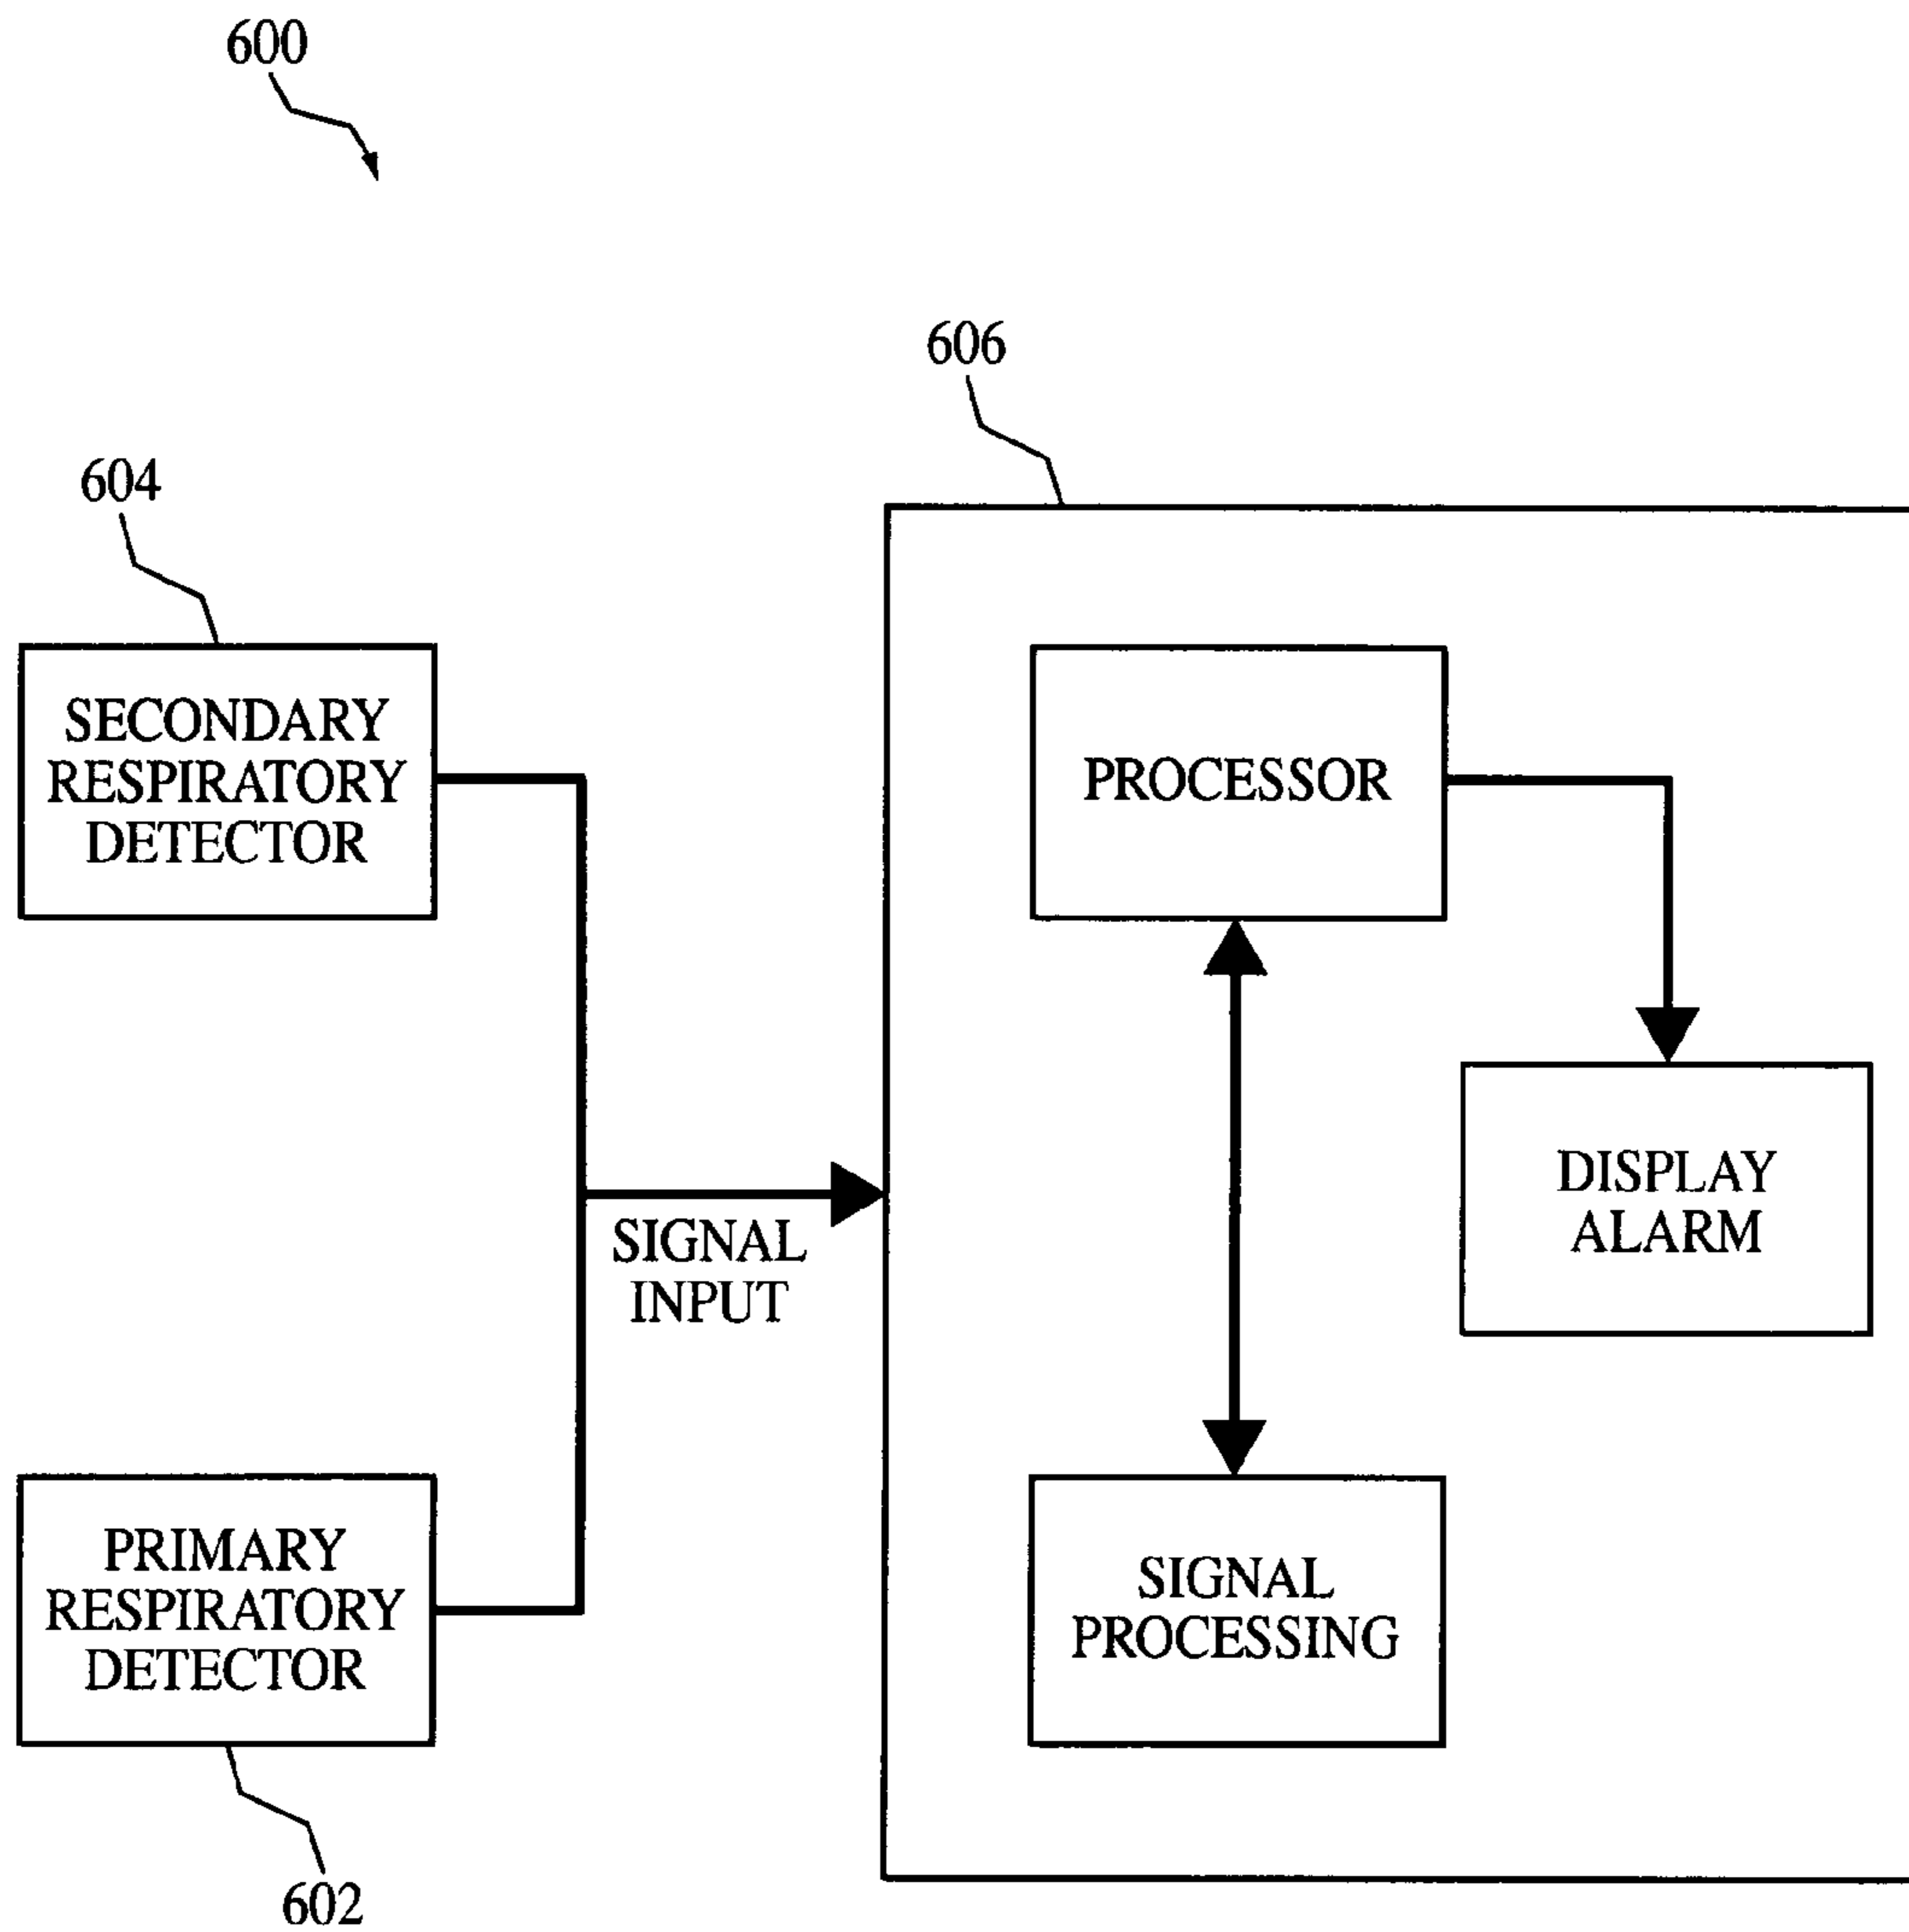 600
606
604
SECONDARY
RESPIRATORY
DETECTOR
PROCESSOR
DISPLAY
ALARM
SIGNAL
INPUT
PRIMARY
RESPIRATORY
DETECTOR
SIGNAL
PROCESSING
602